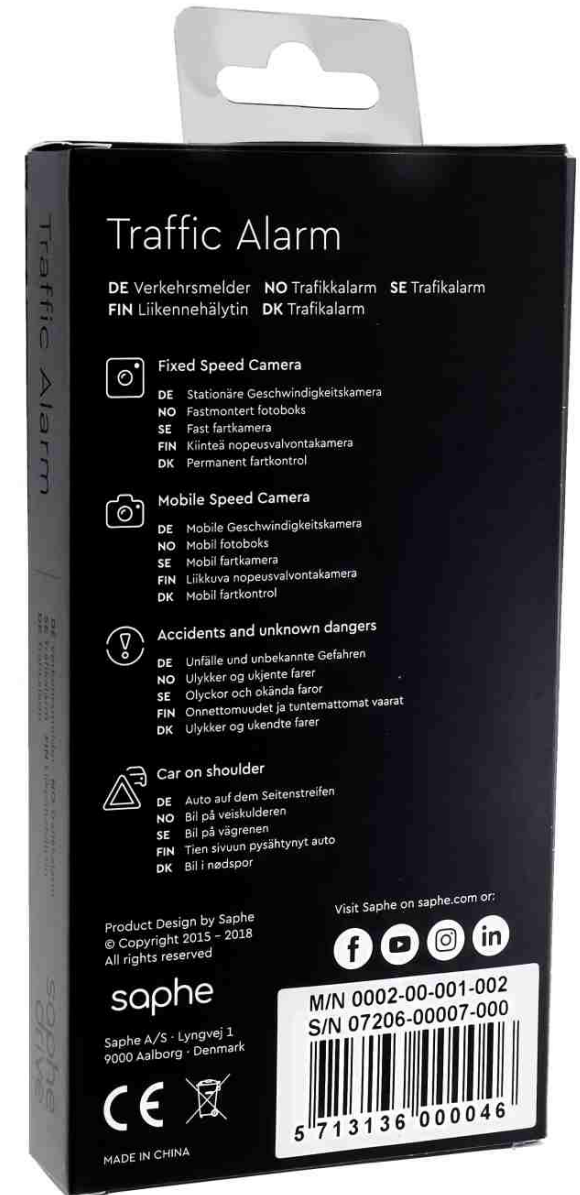 Traffic Alarm
DE Verkehrsmelder NO Trafikkalarm SE Trafikalarm
FIN Liikennehälytin DK Trafikalarm
Fixed Speed Camera
DE Stationäre Geschwindigkeitskamera
NO Fastmontert fotoboks
SE Fast fartkamera
FIN Kiinteä nopeusvalvontakamera
DK Permanent fartkontrol
Mobile Speed Camera
DE Mobile Geschwindigkeitskamera
NO Mobil fotoboks
SE Mobil fartkamera
FIN Liikkuva nopeusvalvontakamera
DK Mobil fartkontrol
Accidents and unknown dangers
DE Unfälle und unbekannte Gefahren
NO Ulykker og ukjente farer
SE Olyckor och okända faror
FIN Onnettomuudet ja tuntemattomat vaarat
DK Ulykker og ukendte farer
Car on shoulder
DE Auto auf dem Seitenstreifen
NO Bil på veiskulderen
SE Bil på vägrenen
FIN Tien sivuun pysähtynyt auto
DK Bil i nødspor
Product Design by Saphe
© Copyright 2015 - 2018
All rights reserved
saphe
Saphe A/S · Lyngvej 1
9000 Aalborg · Denmark
CE
MADE IN CHINA
Visit Saphe on saphe.com or:
f
in
M/N 0002-00-001-002
S/N 07206-00007-000
5 713136 000046
Traffic Alarm
saphe
drive